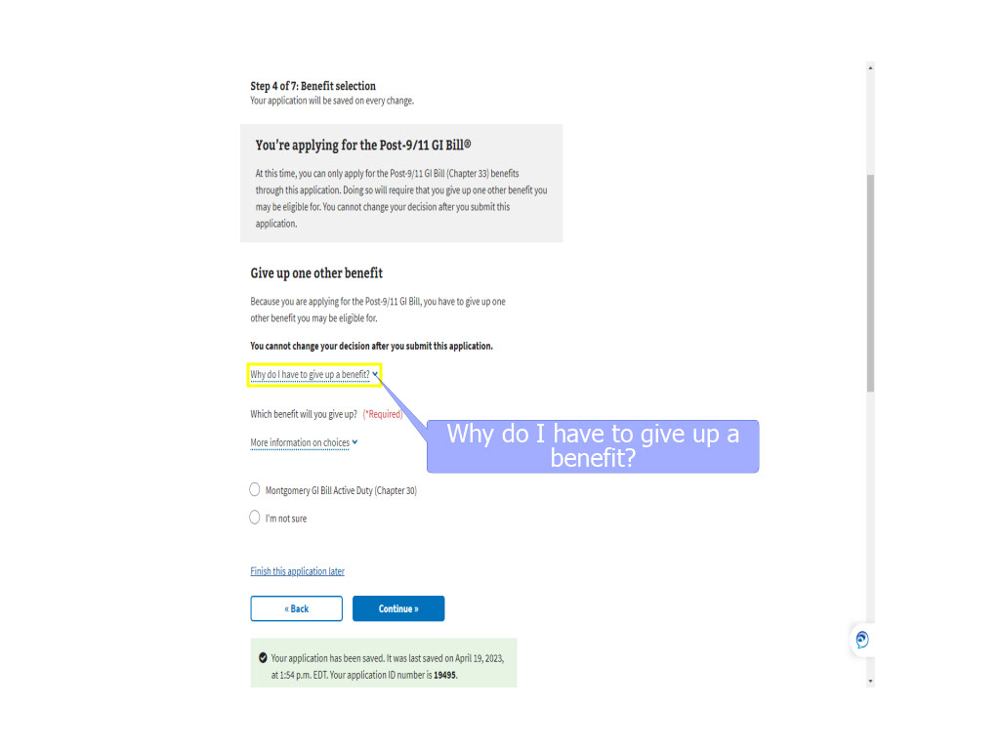 Step 4 of 7: Benefit selection
Your application will be saved on every change.
You're applying for the Post-9/11 GI Bill®
At this time, you can only apply for the Post-9/11 GI Bill (Chapter 33) benefits
through this application. Doing so will require that you give up one other benefit you
may be eligible for. You cannot change your decision after you submit this
application.
Give up one other benefit
Because you are applying for the Post-9/11 GI Bill, you have to give up one
other benefit you may be eligible for.
You cannot change your decision after you submit this application.
Why do I have to give up a benefit?
Which benefit will you give up? (*Required)
Why do I have to give up a
benefit?
More information on choices
Montgomery GI Bill Active Duty (Chapter 30)
I'm not sure
Finish this application later
« Back
Continue »
Your application has been saved. It was last saved on April 19, 2023,
at 1:54 p.m. EDT. Your application ID number is 19495.